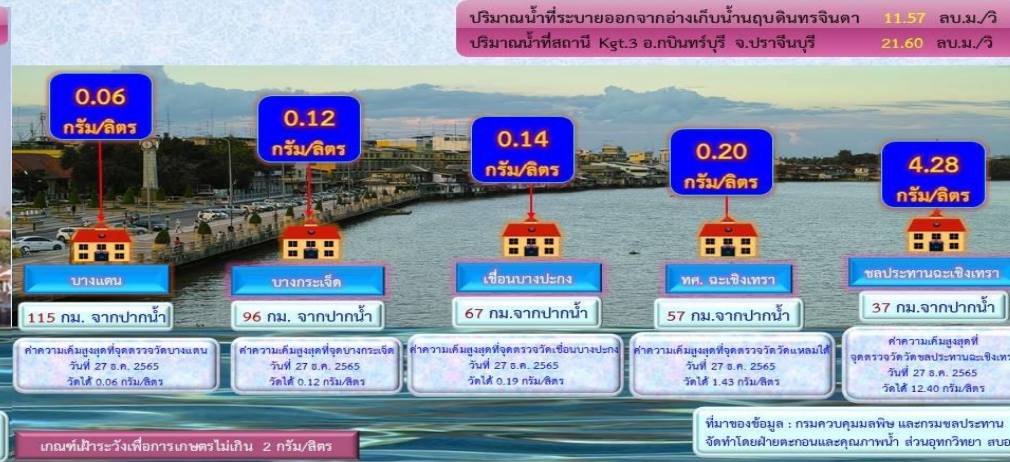 ปริมาณน้ำที่ระบายออกจากอ่างเก็บน้ำนฤบดินทรจินดา 11.57 ลบ.ม./วิ
ปริมาณน้ำที่สถานี Kgt.3 อ.กบินทร์บุรี จ.ปราจีนบุรี 21.60 ลบ.ม./วิ
0.06
กรัม/ลิตร
0.12
กรัม/ลิตร
0.14
กรัม/ลิตร
0.20
กรัม/ลิตร
4.28
กรัม/ลิตร
บางแตน
บางกระเจ็ด
เขื่อนบางปะกง
ทศ. ฉะเชิงเทรา
ชลประทานฉะเชิงเทรา
115 กม. จากปากน้ำ
96 กม. จากปากน้ำ
67 กม.จากปากน้ำ
57 กม.จากปากน้ำ
37 กม.จากปากน้ำ
ค่าความเค็มสูงสุดที่จุดตรวจวัดบางแตน
วันที่ 27 ธ.ค. 2565
วัดได้ 0.06 กรัม/ลิตร
ค่าความเค็มสูงสุดที่จุดบางกระเจ็ด
วันที่ 27 ธ.ค. 2565
วัดได้ 0.12 กรัม/ลิตร
ค่าความเค็มสูงสุดที่จุดตรวจวัดเขื่อนบางปะกง
วันที่ 27 ธ.ค. 2565
วัดได้ 0.19 กรัม/ลิตร
ค่าความเค็มสูงสุดที่จุดตรวจวัดวัดแหลมใต้
วันที่ 27 ธ.ค. 2565
วัดได้ 1.43 กรัม/ลิตร
ค่าความเค็มสูงสุดที่
จุดตรวจวัดวัดชลประทานฉะเชิงเทร
วันที่ 27 ธ.ค. 2565
วัดได้ 12.40 กรัม/ลิตร
เกณฑ์เฝ้าระวังเพื่อการเกษตรไม่เกิน 2 กรัม/ลิตร
ที่มาของข้อมูล : กรมควบคุมมลพิษ และกรมชลประทาน
จัดทำโดยฝ่ายตะกอนและคุณภาพน้ำ ส่วนอุทกวิทยา สบอ